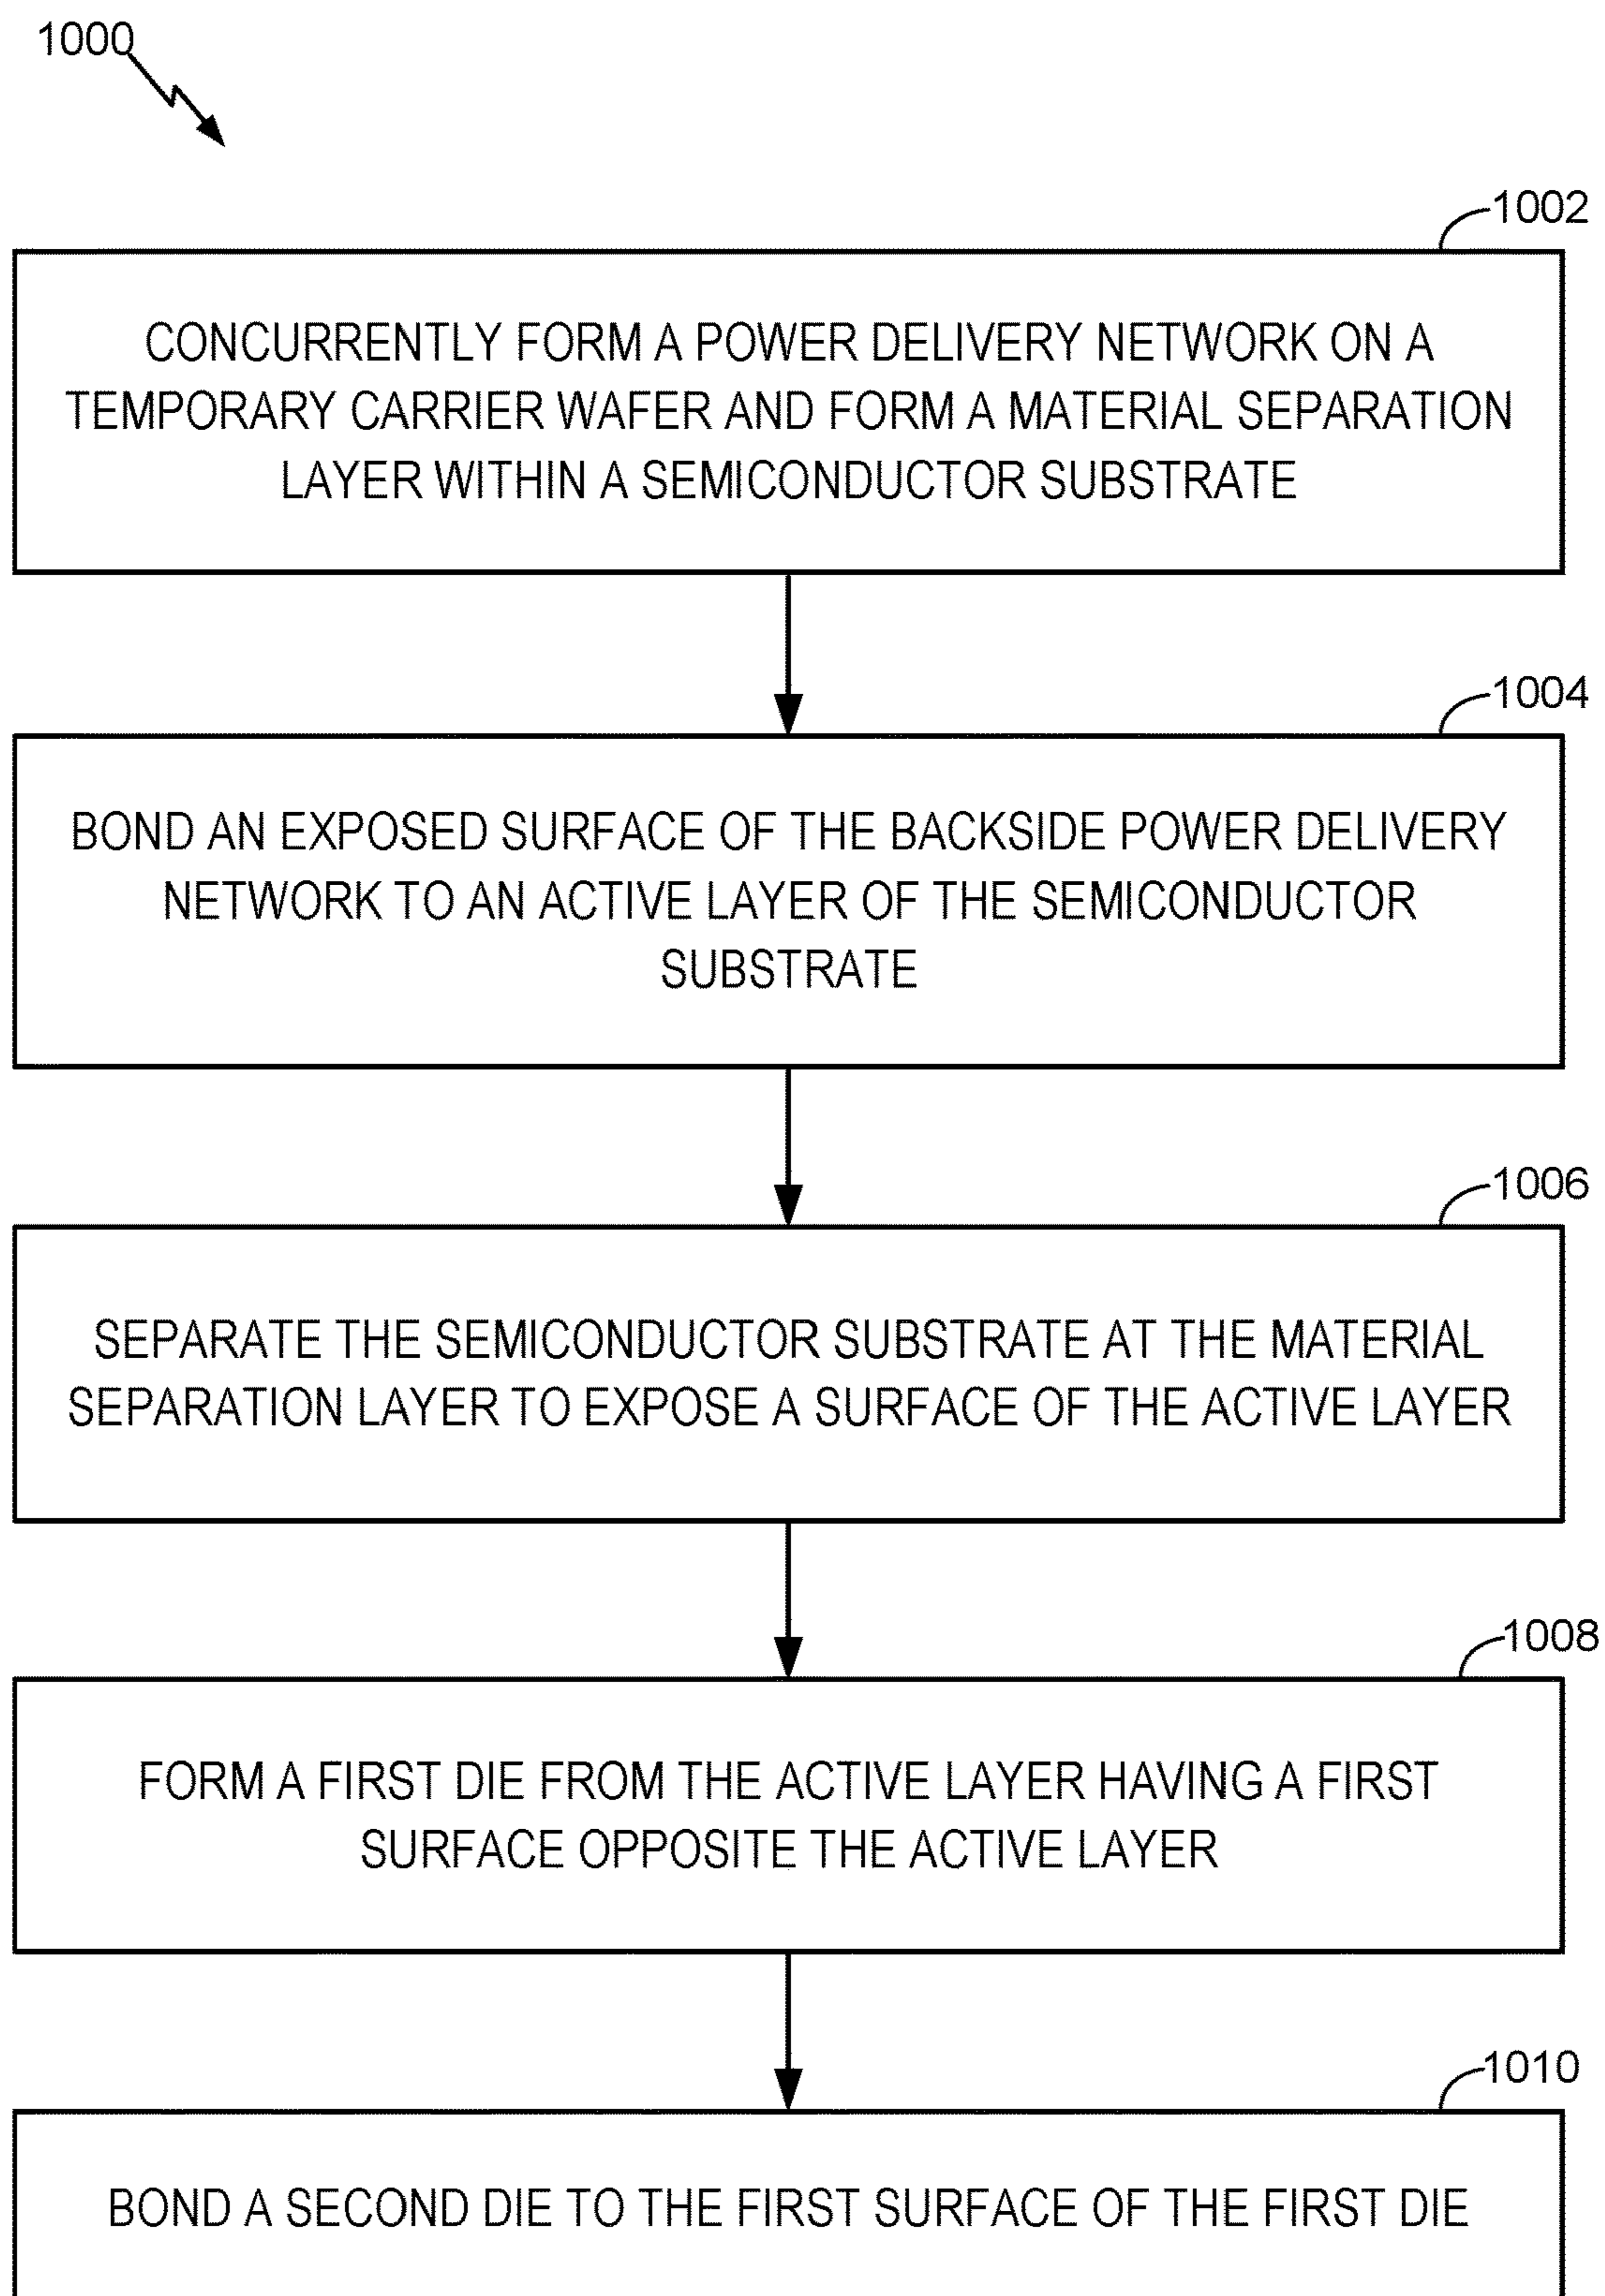 1000
1002
CONCURRENTLY FORM A POWER DELIVERY NETWORK ON A
TEMPORARY CARRIER WAFER AND FORM A MATERIAL SEPARATION
LAYER WITHIN A SEMICONDUCTOR SUBSTRATE
1004
BOND AN EXPOSED SURFACE OF THE BACKSIDE POWER DELIVERY
NETWORK TO AN ACTIVE LAYER OF THE SEMICONDUCTOR
SUBSTRATE
1006
SEPARATE THE SEMICONDUCTOR SUBSTRATE AT THE MATERIAL
SEPARATION LAYER TO EXPOSE A SURFACE OF THE ACTIVE LAYER
1008
FORM A FIRST DIE FROM THE ACTIVE LAYER HAVING A FIRST
SURFACE OPPOSITE THE ACTIVE LAYER
1010
BOND A SECOND DIE TO THE FIRST SURFACE OF THE FIRST DIE